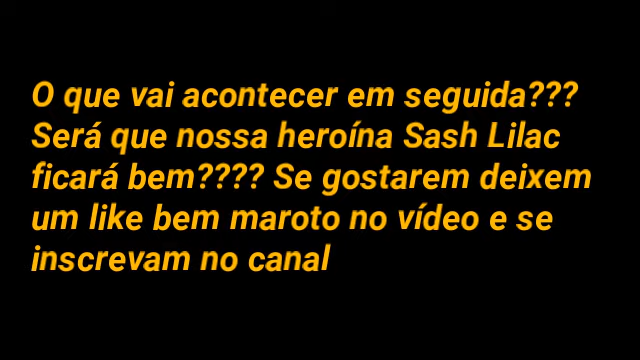 O que vai acontecer em seguida???
Será que nossa heroína Sash Lilac
ficará bem???? Se gostarem deixem
um like bem maroto no vídeo e se
inscrevam no canal